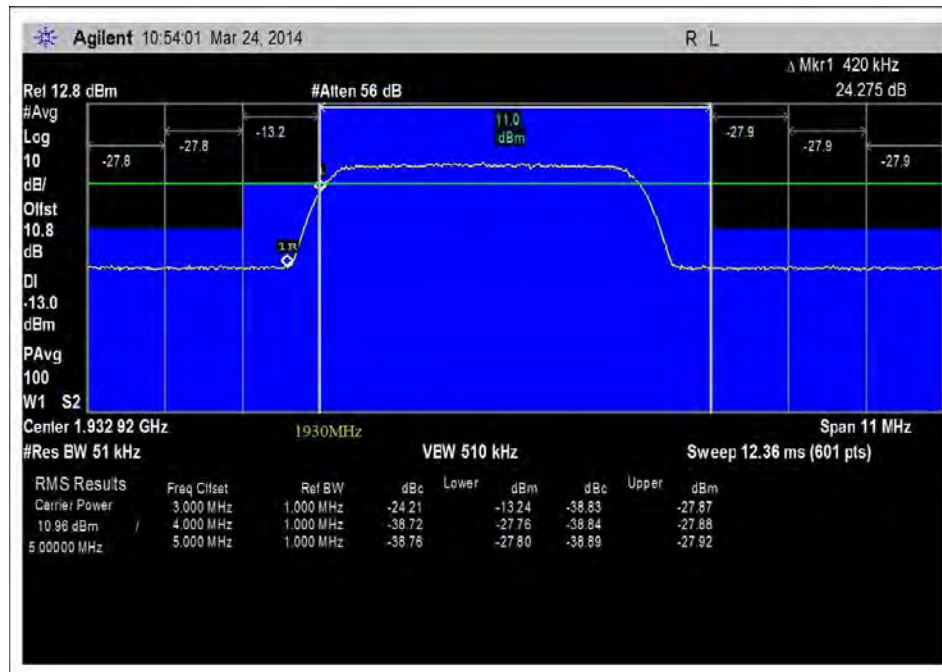 Agilent 10:54:01 Mar 24, 2014 R L
Δ Mkr1 420 kHz
Ref 12.8 dBm #Atten 56 dB 24.275 dB
#Avg
Log
10
dB/
Offst
10.8
dB
DI
-13.0
dBm
PAvg
100
W1 S2
-27.8 -27.8 -13.2 11.0 dBm -27.9 -27.9 -27.9
1R
Center 1.932 92 GHz 1930MHz Span 11 MHz
#Res BW 51 kHz VBW 510 kHz Sweep 12.36 ms (601 pts)
RMS Results Freq Offset Ref BW dBc Lower dBm dBc Upper dBm
Carrier Power 3.000 MHz 1.000 MHz -24.21 -13.24 -38.83 -27.87
10.96 dBm / 4.000 MHz 1.000 MHz -38.72 -27.76 -38.84 -27.88
5.00000 MHz 5.000 MHz 1.000 MHz -38.76 -27.80 -38.89 -27.92